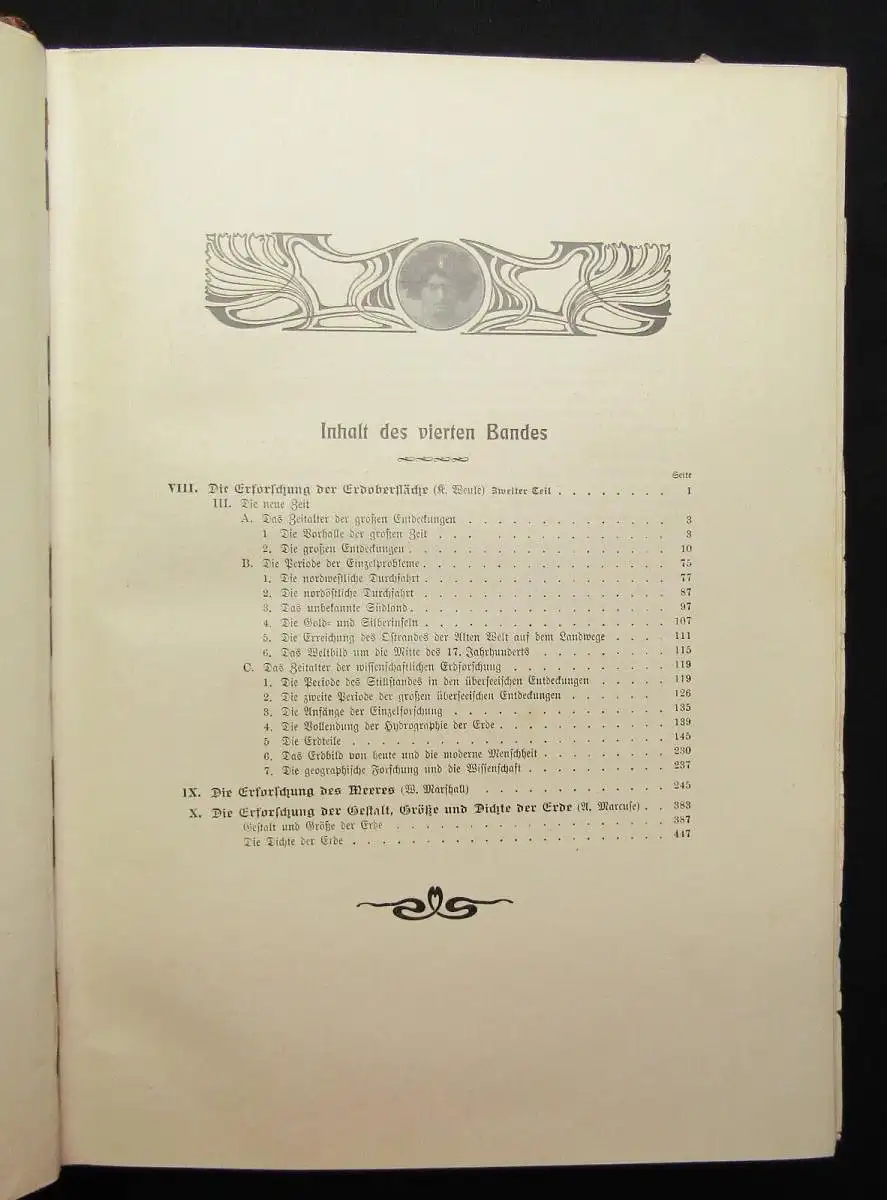 Inhalt des vierten Bandes
Seite
VIII. Die Erforschung der Erdoberfläche (K. Weule) Zweiter Teil . . . . . . . . 1
III. Die neue Zeit
A. Das Zeitalter der großen Entdeckungen . . . . . . . . . . . . . . 3
1 Die Vorhalle der großen Zeit . . . . . . . . . . . . . . 3
2. Die großen Entdeckungen . . . . . . . . . . . . . . . . . 10
B. Die Periode der Einzelprobleme . . . . . . . . . . . . . . . . . 75
1. Die nordwestliche Durchfahrt . . . . . . . . . . . . . . . . 77
2. Die nordöstliche Durchfahrt . . . . . . . . . . . . . . . . 87
3. Das unbekannte Südland . . . . . . . . . . . . . . . . . 97
4. Die Gold- und Silberinseln . . . . . . . . . . . . . . . . 107
5. Die Erreichung des Ostrandes der Alten Welt auf dem Landwege . . . . 111
6. Das Weltbild um die Mitte des 17. Jahrhunderts . . . . . . . . . 115
C. Das Zeitalter der wissenschaftlichen Erdforschung . . . . . . . . . . . 119
1. Die Periode des Stillstandes in den überseeischen Entdeckungen . . . . . 119
2. Die zweite Periode der großen überseeischen Entdeckungen . . . . . . . 126
3. Die Anfänge der Einzelforschung . . . . . . . . . . . . . . . 135
4. Die Vollendung der Hydrographie der Erde . . . . . . . . . . . . 139
5 Die Erdteile . . . . . . . . . . . . . . . . . . . . . 145
6. Das Erdbild von heute und die moderne Menschheit . . . . . . . . . 230
7. Die geographische Forschung und die Wissenschaft . . . . . . . . . . 237
IX. Die Erforschung des Meeres (W. Marshall) . . . . . . . . . . . . 245
X. Die Erforschung der Gestalt, Größe und Dichte der Erde (A. Marcuse) . . 383
Gestalt und Größe der Erde . . . . . . . . . . . . . . . . . 387
Die Dichte der Erde . . . . . . . . . . . . . . . . . . . . 447